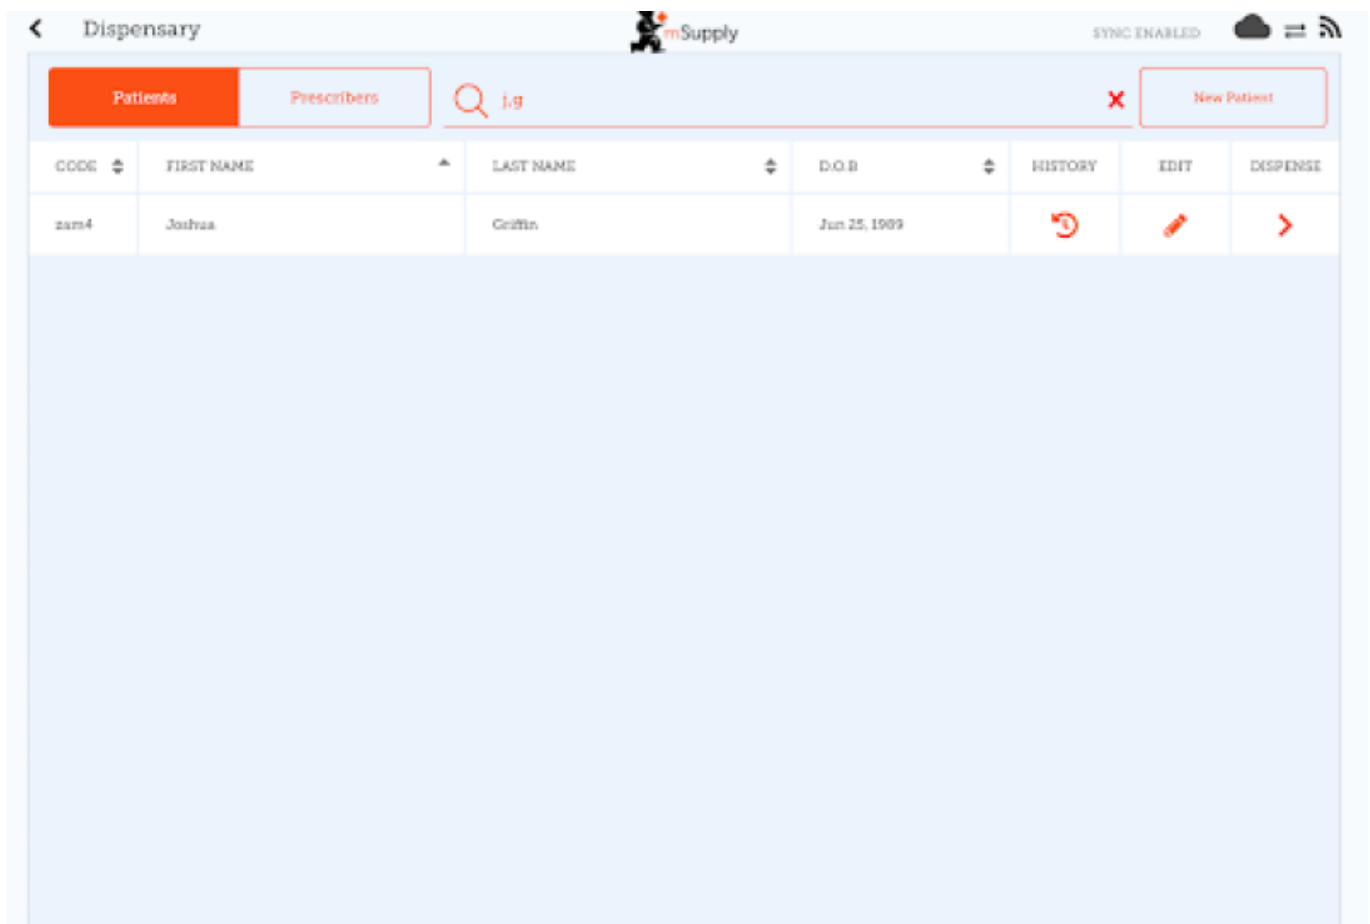 Dispensary mSupply SYNC ENABLED
Patients Prescribers j,g New Patient
CODE FIRST NAME LAST NAME D.O.B HISTORY EDIT DISPENSE
zam4 Joshua Griffin Jun 25, 1989